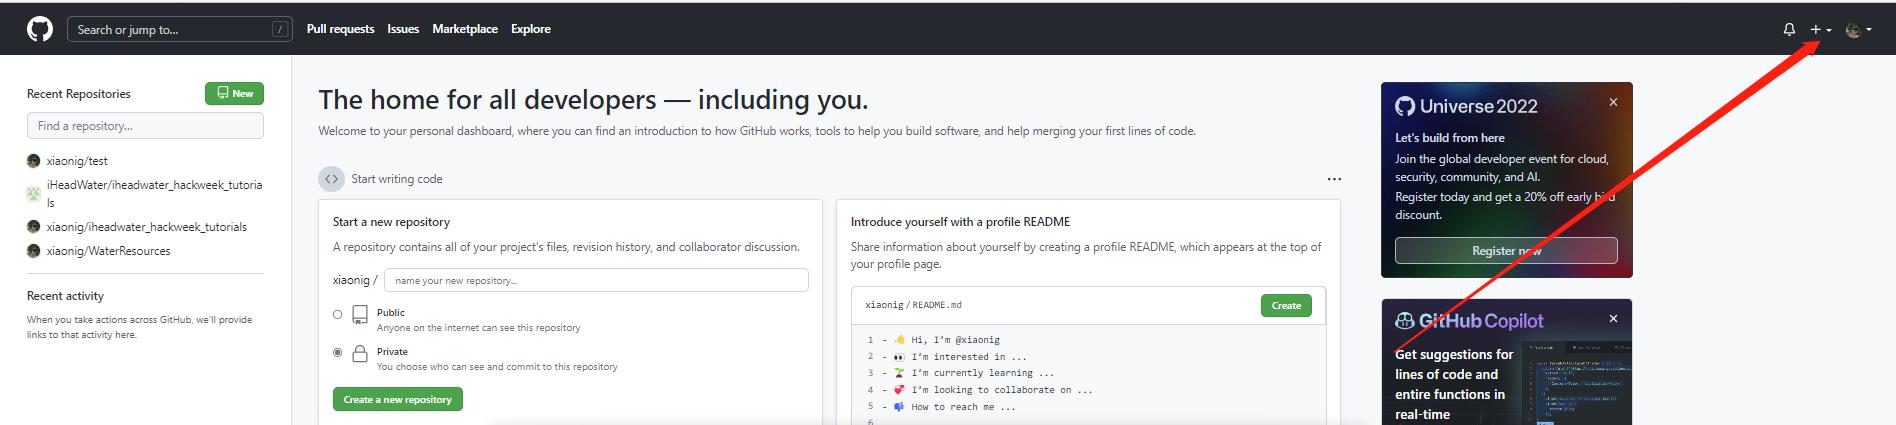 Search or jump to...
/
Pull requests
Issues
Marketplace
Explore
Recent Repositories
New
Find a repository...
xiaonig/test
iHeadWater/iheadwater_hackweek_tutoria
ls
xiaonig/iheadwater_hackweek_tutorials
xiaonig/WaterResources
Recent activity
When you take actions across GitHub, we'll provide
links to that activity here.
The home for all developers — including you.
Welcome to your personal dashboard, where you can find an introduction to how GitHub works, tools to help you build software, and help merging your first lines of code.
Start writing code
Start a new repository
A repository contains all of your project's files, revision history, and collaborator discussion.
xiaonig /
name your new repository...
Public
Anyone on the internet can see this repository
Private
You choose who can see and commit to this repository
Create a new repository
Introduce yourself with a profile README
Share information about yourself by creating a profile README, which appears at the top of
your profile page.
xiaonig / README.md
Create
1 - 👋 Hi, I'm @xiaonig
2 - 👀 I'm interested in ...
3 - 🌱 I'm currently learning ...
4 - 💞️ I'm looking to collaborate on ...
5 - 📫 How to reach me ...
6
Universe 2022
Let's build from here
Join the global developer event for cloud,
security, community, and AI.
Register today and get a 20% off early bird
discount.
Register now
GitHub Copilot
Get suggestions for
lines of code and
entire functions in
real-time